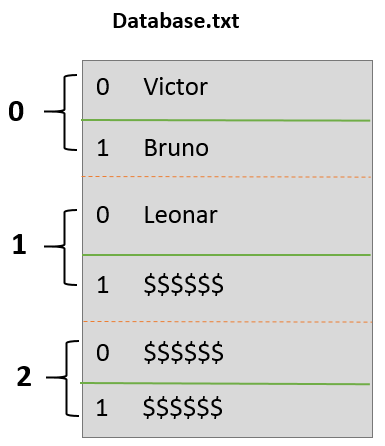 Database.txt
0 Victor
0
1 Bruno
0 Leonar
1
1 $$$$$$
0 $$$$$$
2
1 $$$$$$